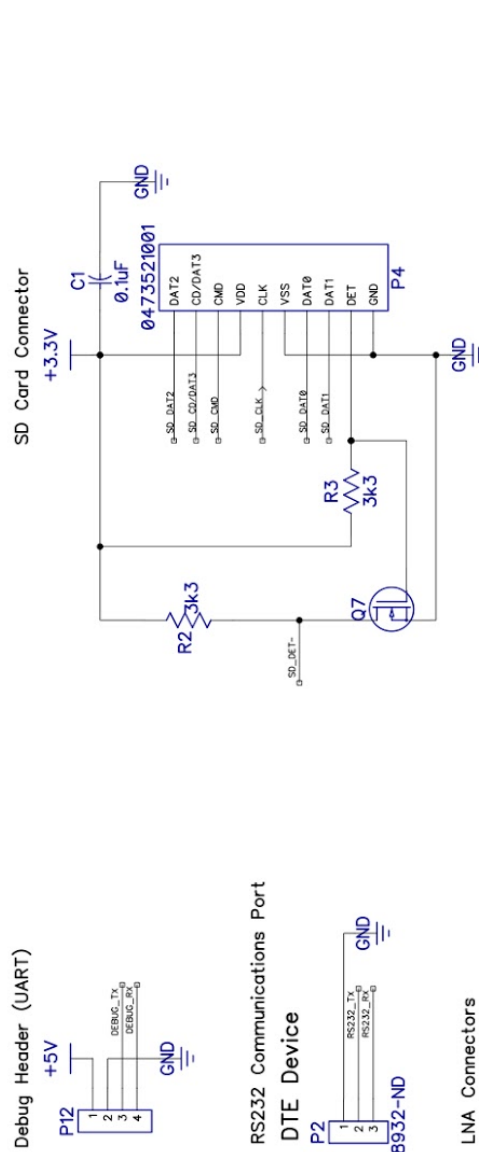 Debug Header (UART)
+5V
P12
1
2
3
4
DEBUG_TX
DEBUG_RX
GND
RS232 Communications Port
DTE Device
P2
1
2
3
RS232_TX
RS232_RX
GND
LNA Connectors
SD Card Connector
+3.3V
C1
0.1uF
GND
0473521001
SD_DAT2
DAT2
SD_CD/DAT3
CD/DAT3
SD_CMD
CMD
VDD
SD_CLK
CLK
VSS
SD_DAT0
DAT0
SD_DAT1
DAT1
DET
GND
P4
R2
3k3
R3
3k3
SD_DET-
Q7
GND